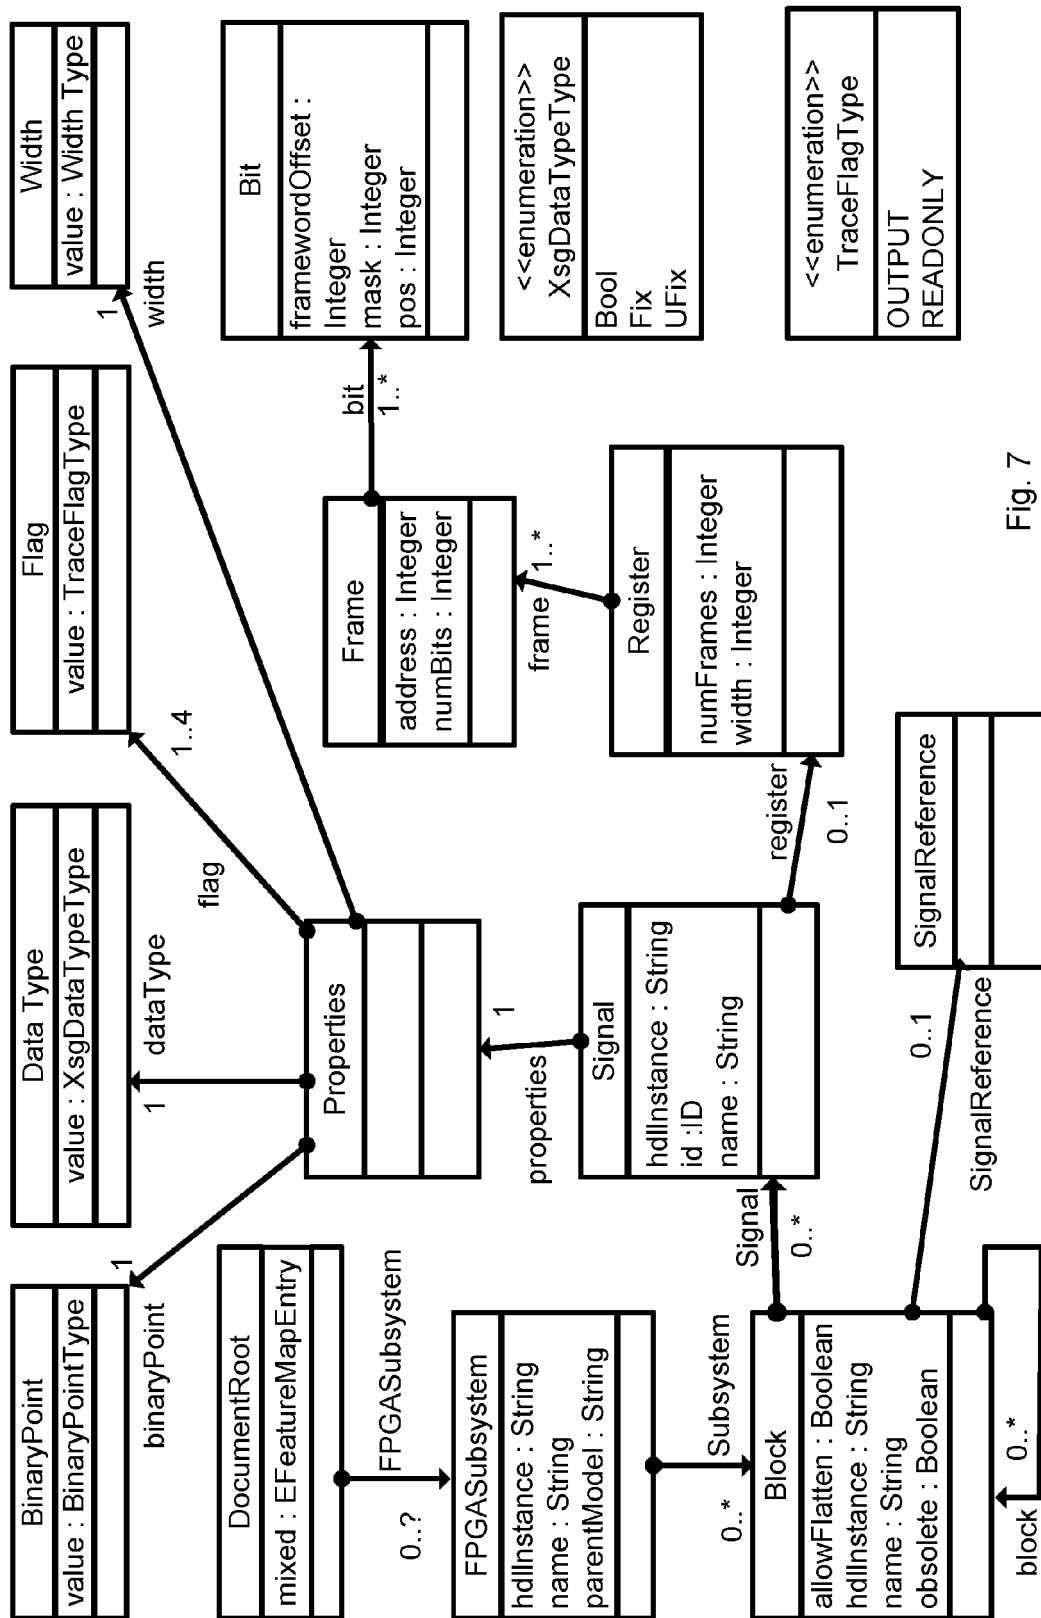 BinaryPoint
value : BinaryPointType
binaryPoint
1
Data Type
value : XsgDataTypeType
dataType
1
Flag
value : TraceFlagType
flag
1..4
Width
value : Width Type
width
1
DocumentRoot
mixed : EFeatureMapEntry
FPGASubsystem
0..?
Properties
properties
1
Frame
address : Integer
numBits : Integer
frame
1..*
bit
1..*
Bit
framewordOffset :
Integer
mask : Integer
pos : Integer
FPGASubsystem
hdlInstance : String
name : String
parentModel : String
Subsystem
0..*
Signal
hdlInstance : String
id :ID
name : String
Signal
0..*
register
0..1
Register
numFrames : Integer
width : Integer
<<enumeration>>
XsgDataTypeType
Bool
Fix
UFix
Block
allowFlatten : Boolean
hdlInstance : String
name : String
obsolete : Boolean
block
0..*
SignalReference
0..1
SignalReference
<<enumeration>>
TraceFlagType
OUTPUT
READONLY
Fig. 7